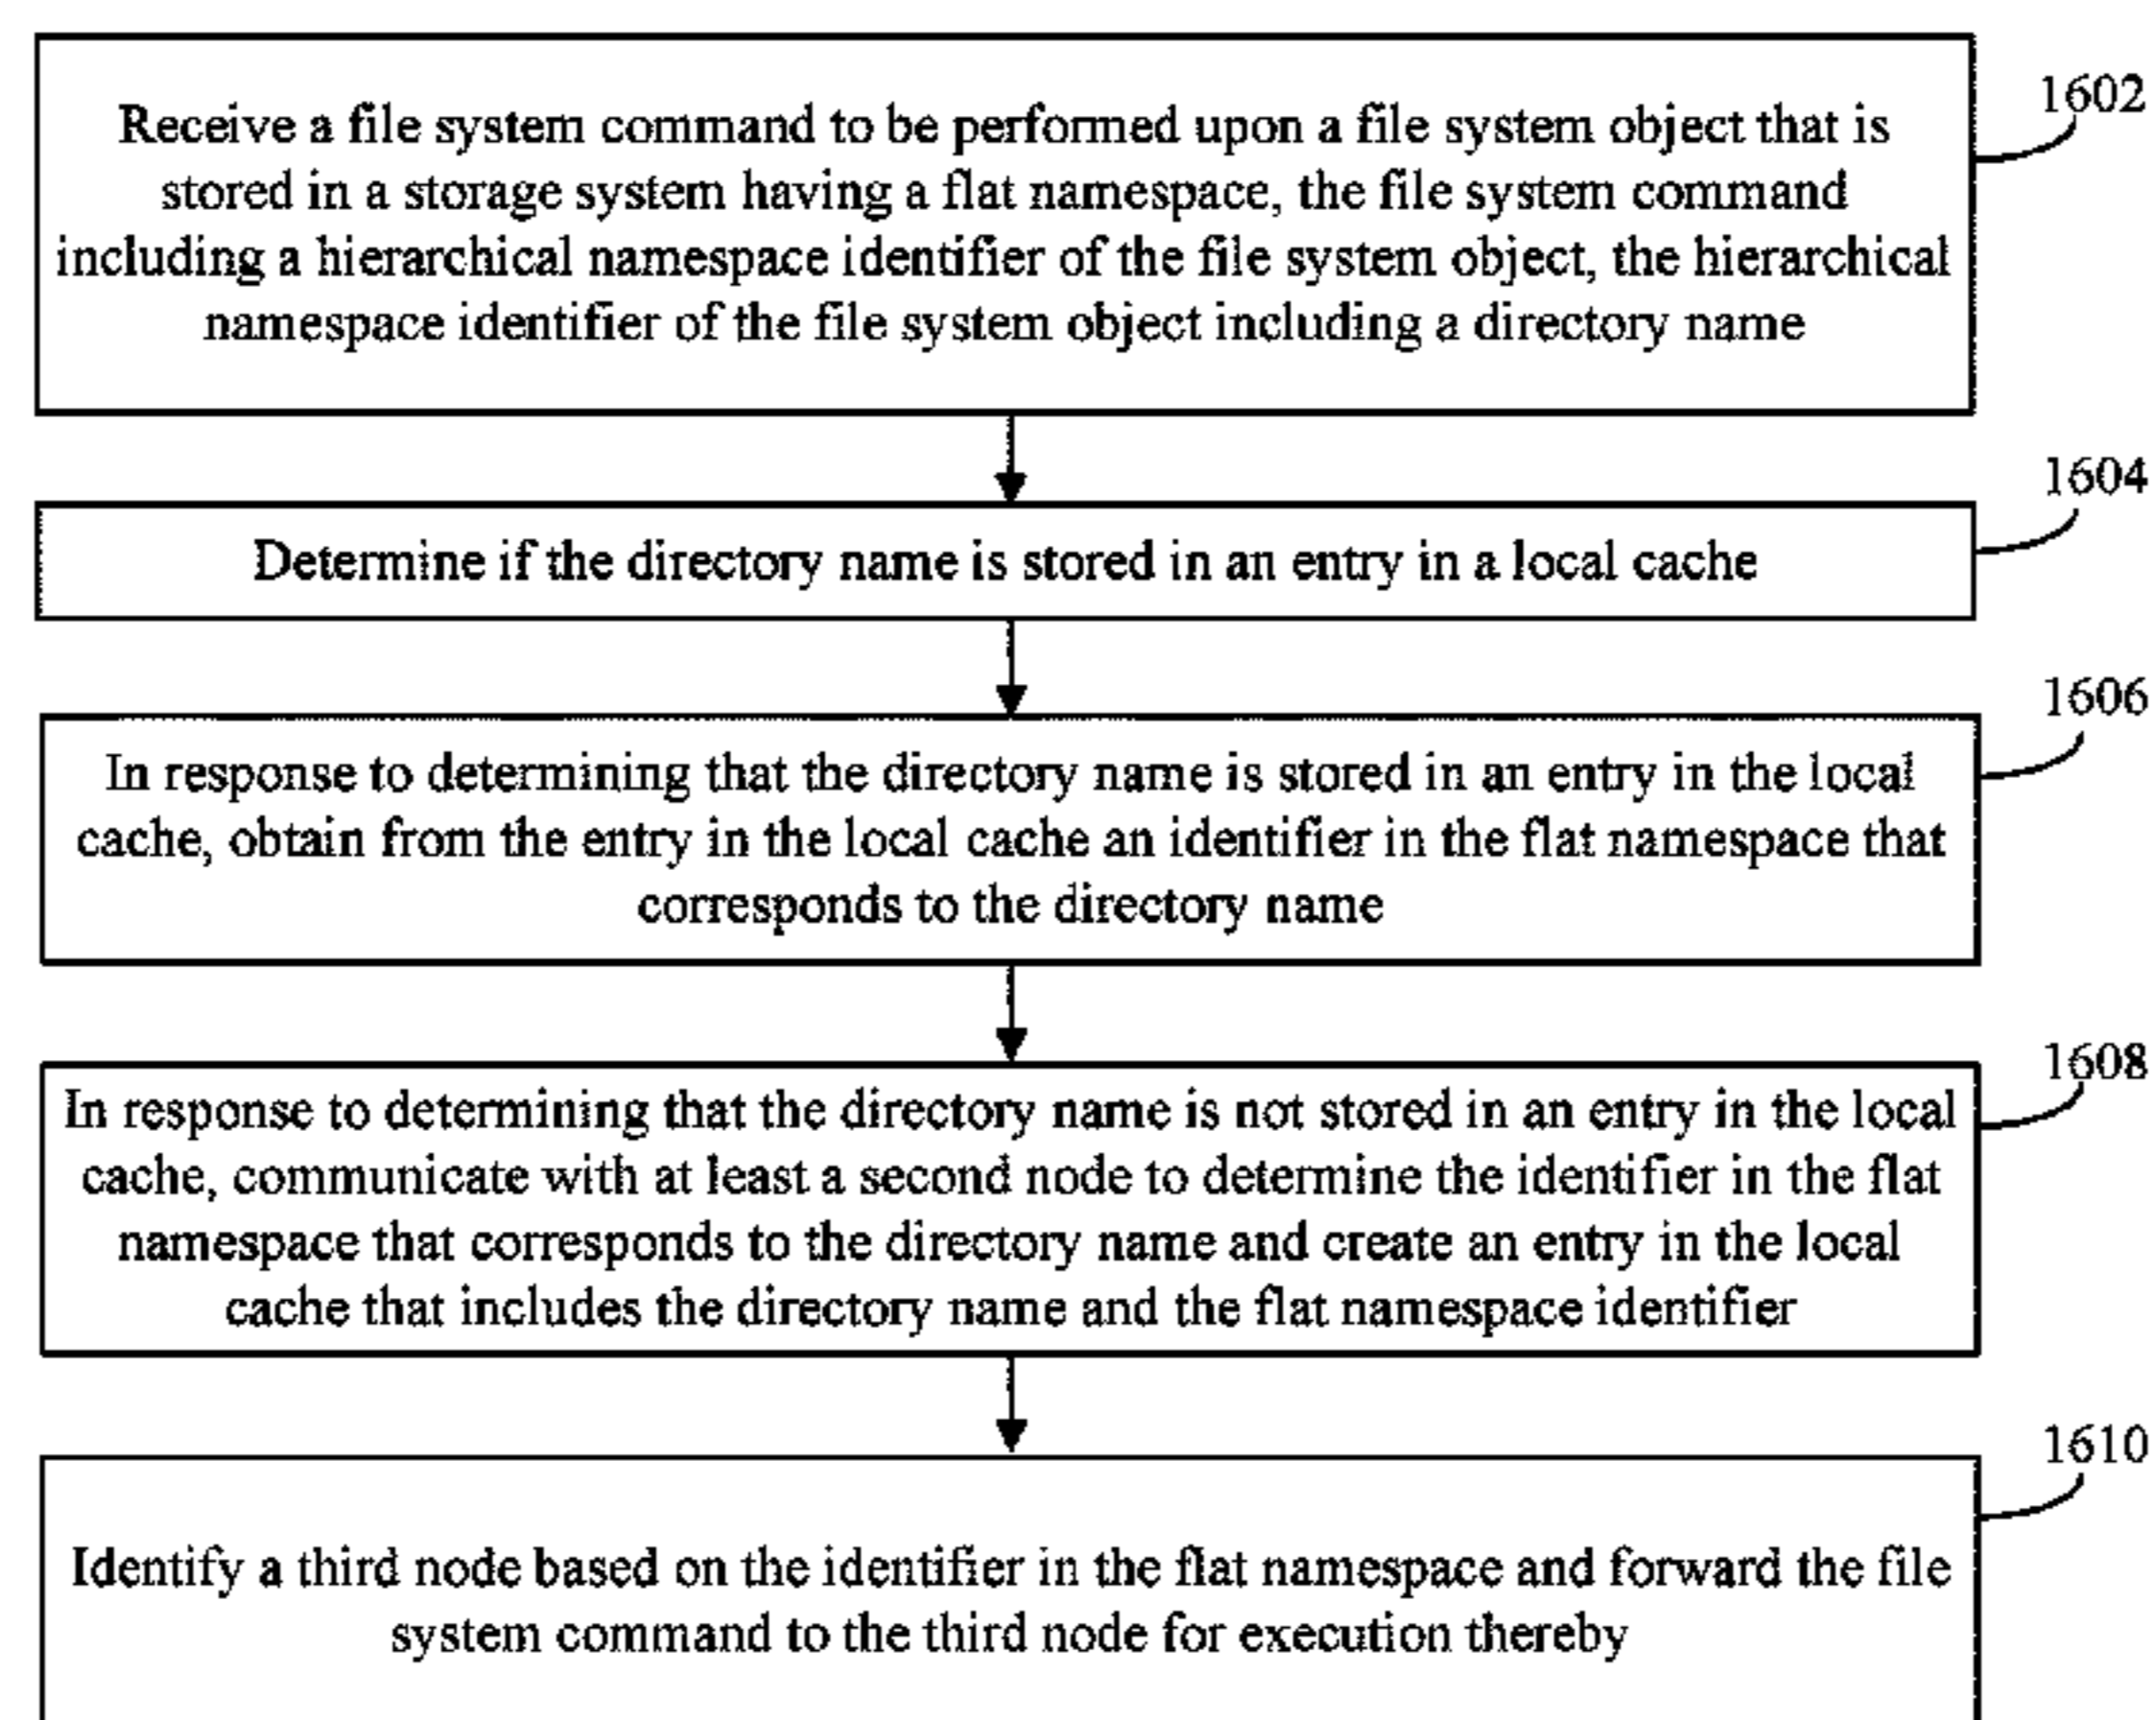 Receive a file system command to be performed upon a file system object that is
stored in a storage system having a flat namespace, the file system command
including a hierarchical namespace identifier of the file system object, the hierarchical
namespace identifier of the file system object including a directory name
1602
Determine if the directory name is stored in an entry in a local cache
1604
In response to determining that the directory name is stored in an entry in the local
cache, obtain from the entry in the local cache an identifier in the flat namespace that
corresponds to the directory name
1606
In response to determining that the directory name is not stored in an entry in the local
cache, communicate with at least a second node to determine the identifier in the flat
namespace that corresponds to the directory name and create an entry in the local
cache that includes the directory name and the flat namespace identifier
1608
Identify a third node based on the identifier in the flat namespace and forward the file
system command to the third node for execution thereby
1610